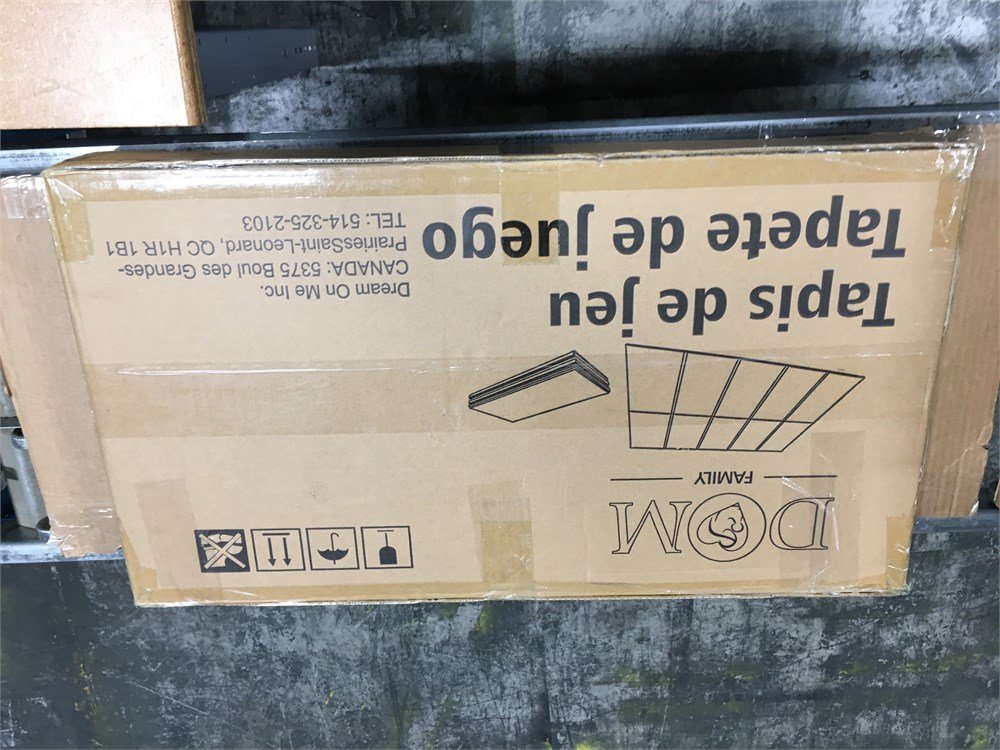 DOM
FAMILY
Tapis de jeu
Tapete de juego
Dream On Me Inc.
CANADA: 5375 Boul des Grandes-
PrairiesSaint-Leonard, QC H1R 1B1
TEL: 514-325-2103